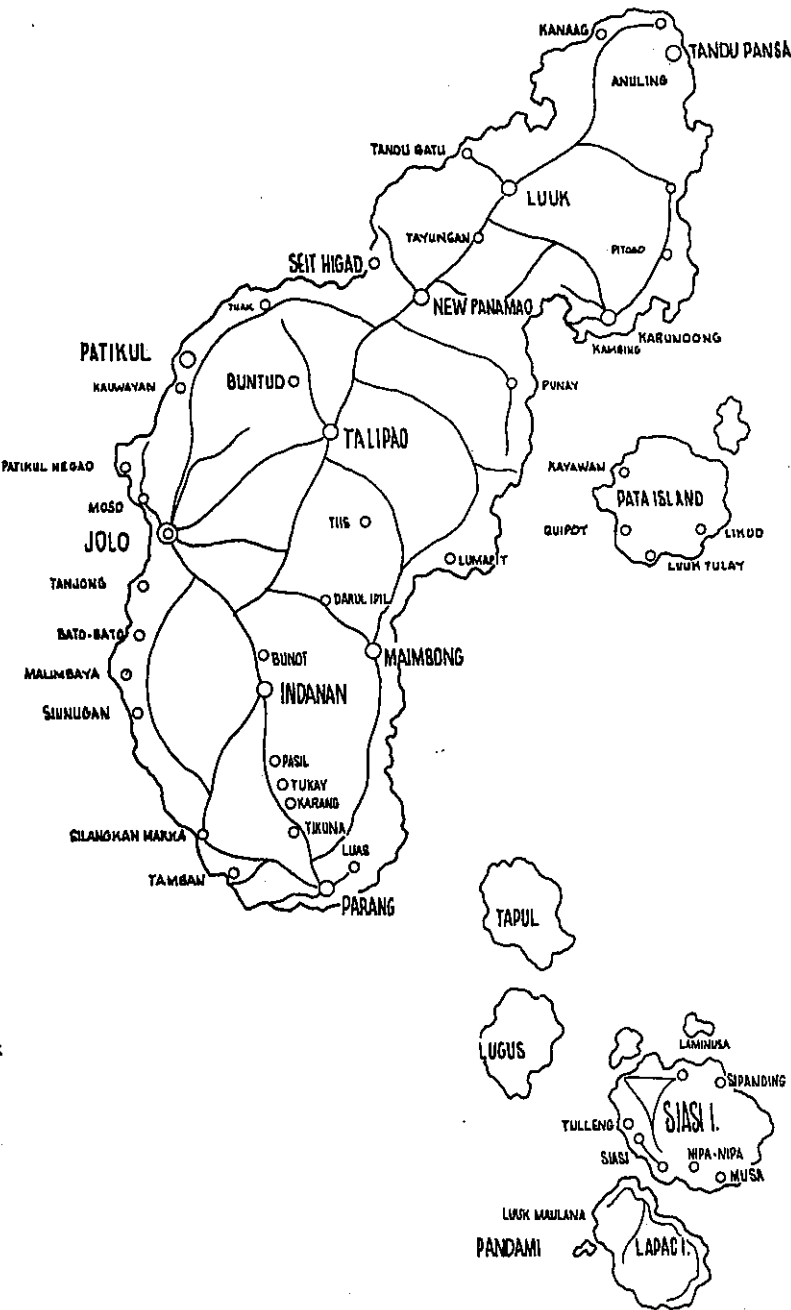 KANAAG
TANDU PANSA
ANULING
TANDU BATU
LUUK
TAYUNGAN
PITOGO
SEIT HIGAD
NEW PANAMAO
TUAK
KAMBING
KABUNDONG
PATIKUL
KAUWAYAN
BUNTUD
PUNAY
TALIPAO
PATIKUL HEGAD
KAYAWAN
PATA ISLAND
MOSO
TIIS
QUIPOT
LIKUD
JOLO
LUMAPIT
LUUK TULAY
TANJONG
DARUL IPIL
BATO-BATO
BUNOT
MAIMBONG
MALIMBAYA
INDANAN
SIUNUGAN
PASIL
TUKAY
KARANG
SILANGKAN MARKA
TIKUNA
LUAS
TAMBAN
PARANG
TAPUL
LUGUS
LAMINUSA
SIPANDING
TULLENG
SIASI I.
SIASI
NIPA-NIPA
MUSA
LUUK MAULANA
PANDAMI
LAPAC I.